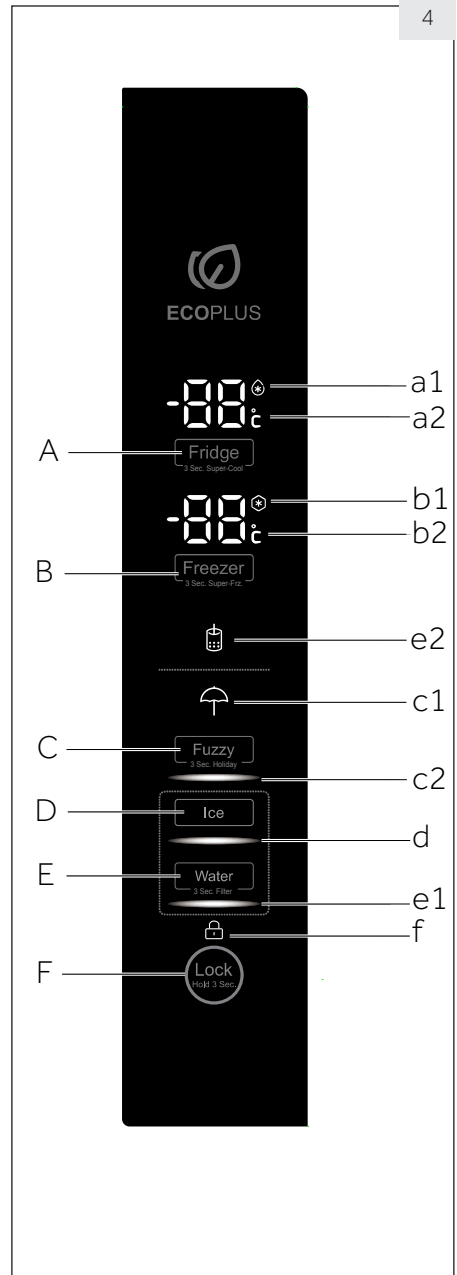 4
ECOPLUS
-88
a1
°c
a2
A
Fridge
3 Sec. Super-Cool
-88
b1
°c
b2
B
Freezer
3 Sec. Super-Frz.
e2
c1
C
Fuzzy
3 Sec. Holiday
c2
D
Ice
d
E
Water
3 Sec. Filter
e1
f
F
Lock
Hold 3 Sec.